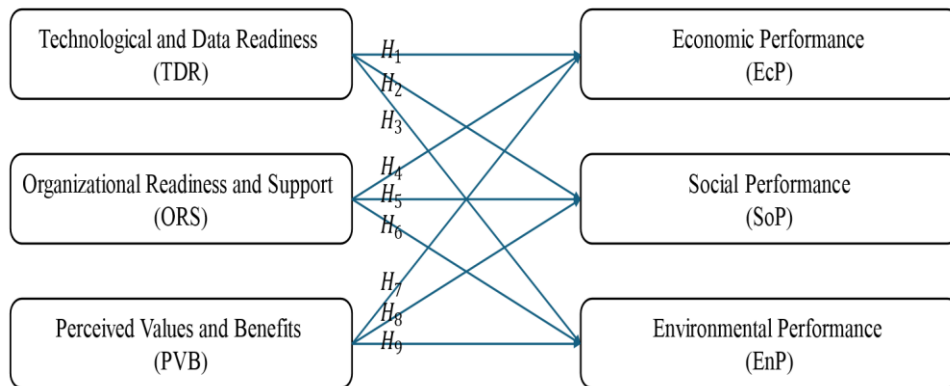 Technological and Data Readiness
(TDR)
Economic Performance
(EcP)
H₁
H₂
H₃
Organizational Readiness and Support
(ORS)
Social Performance
(SoP)
H₄
H₅
H₆
Perceived Values and Benefits
(PVB)
Environmental Performance
(EnP)
H₇
H₈
H₉